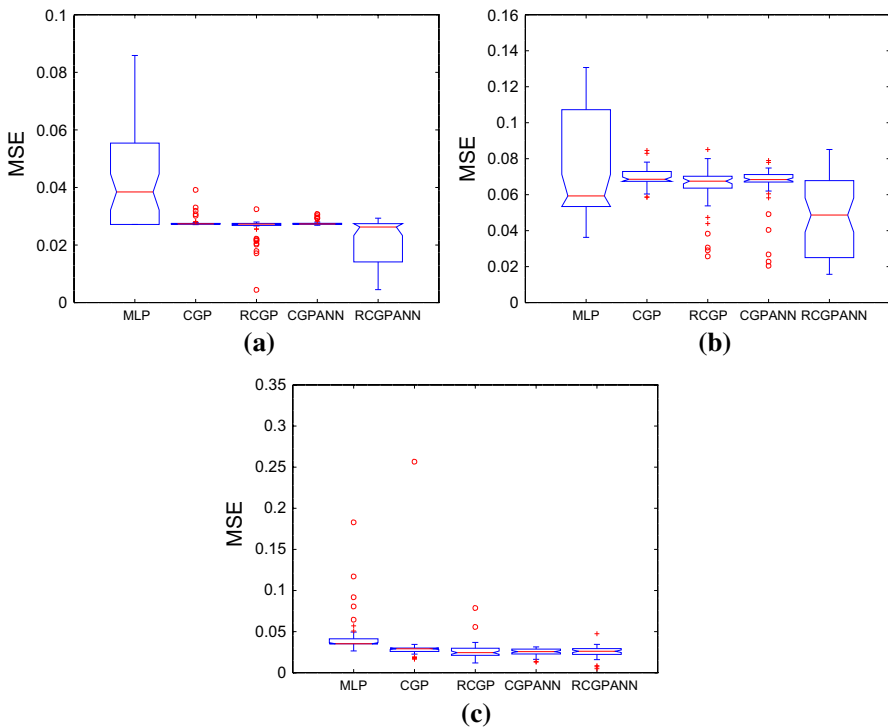 0.1
0.08
0.06
0.04
0.02
0
MSE
MLP CGP RCGP CGPANN RCGPANN
(a)
0.16
0.14
0.12
0.1
0.08
0.06
0.04
0.02
0
MSE
MLP CGP RCGP CGPANN RCGPANN
(b)
0.35
0.3
0.25
0.2
0.15
0.1
0.05
0
MSE
MLP CGP RCGP CGPANN RCGPANN
(c)